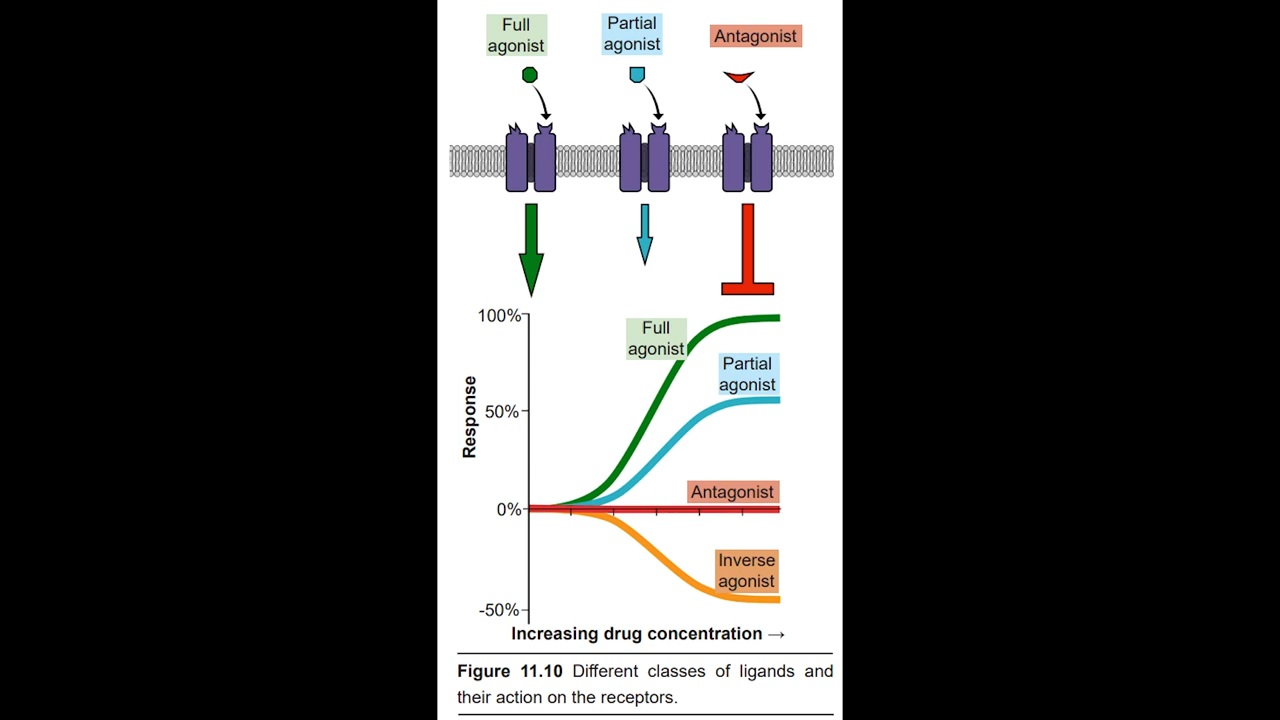 Full
agonist
Partial
agonist
Antagonist
100%
50%
0%
-50%
Response
Full
agonist
Partial
agonist
Antagonist
Inverse
agonist
Increasing drug concentration →
Figure 11.10 Different classes of ligands and
their action on the receptors.